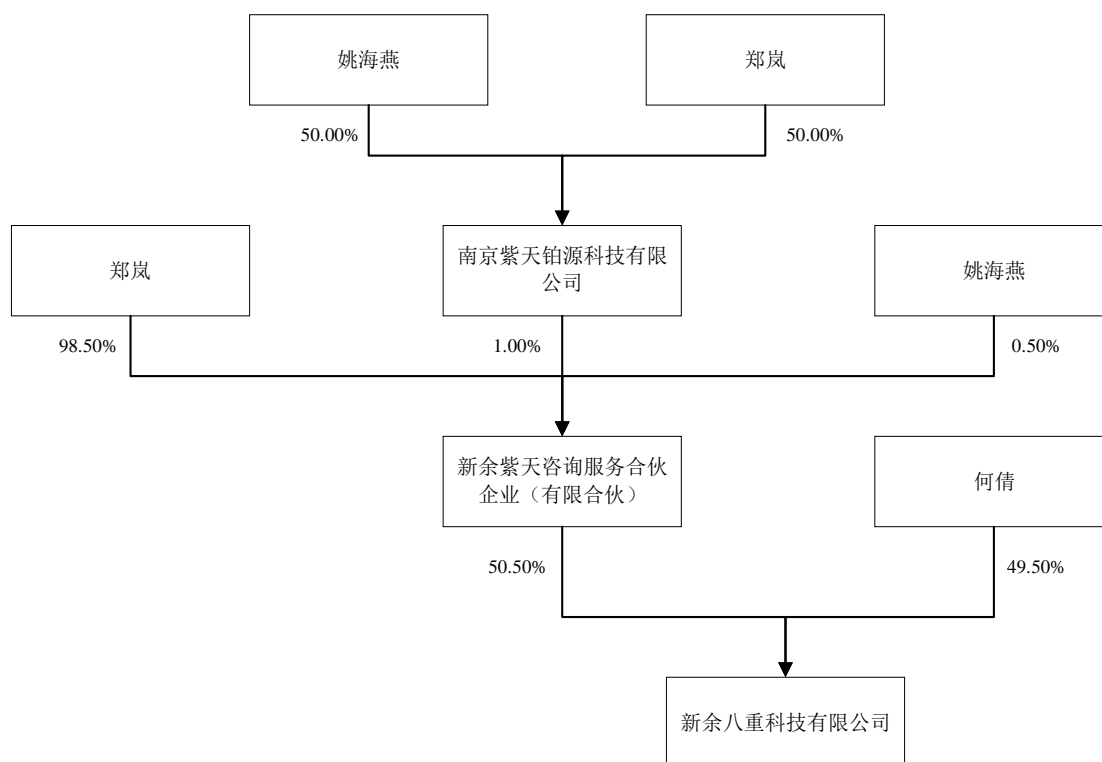 姚海燕
郑岚
50.00%
50.00%
郑岚
南京紫天铂源科技有限
公司
姚海燕
98.50%
1.00%
0.50%
新余紫天咨询服务合伙
企业（有限合伙）
何倩
50.50%
49.50%
新余八重科技有限公司